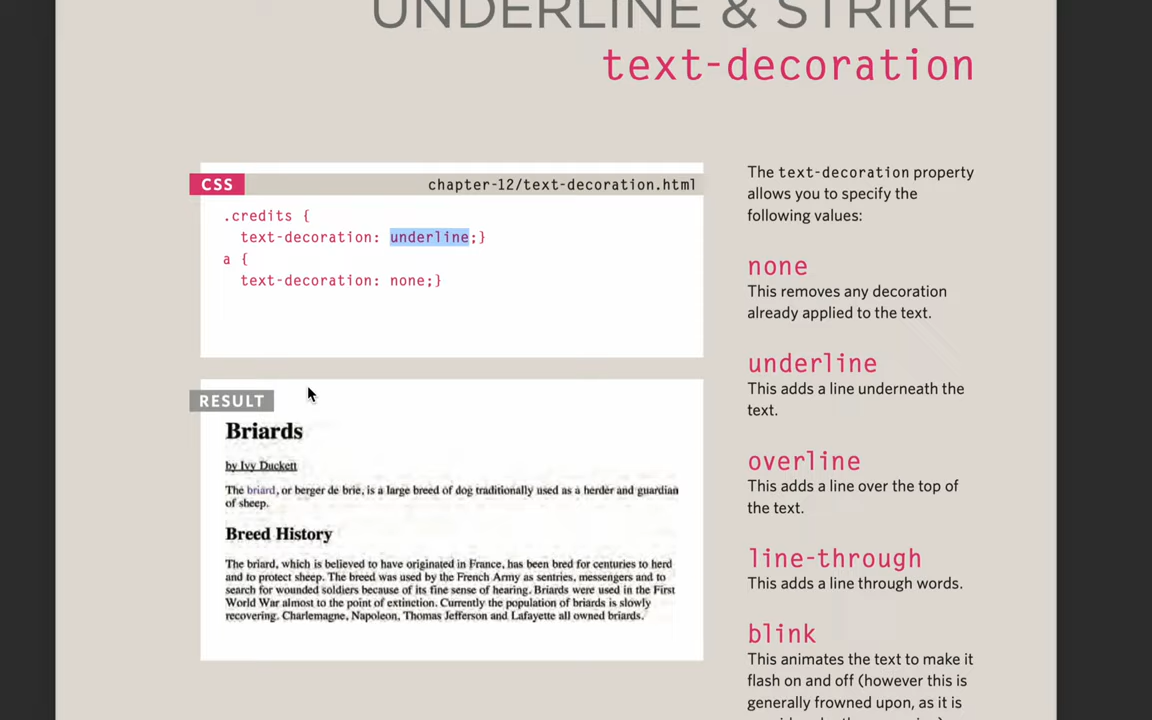 UNDERLINE & STRIKE
text-decoration
CSS
chapter-12/text-decoration.html
.credits {
text-decoration: underline;}
a {
text-decoration: none;}
RESULT
Briards
by Ivy Duckett
The briard, or berger de brie, is a large breed of dog traditionally used as a herder and guardian
of sheep.
Breed History
The briard, which is believed to have originated in France, has been bred for centuries to herd
and to protect sheep. The breed was used by the French Army as sentries, messengers and to
search for wounded soldiers because of its fine sense of hearing. Briards were used in the First
World War almost to the point of extinction. Currently the population of briards is slowly
recovering. Charlemagne, Napoleon, Thomas Jefferson and Lafayette all owned briards.
The text-decoration property
allows you to specify the
following values:
none
This removes any decoration
already applied to the text.
underline
This adds a line underneath the
text.
overline
This adds a line over the top of
the text.
line-through
This adds a line through words.
blink
This animates the text to make it
flash on and off (however this is
generally frowned upon, as it is